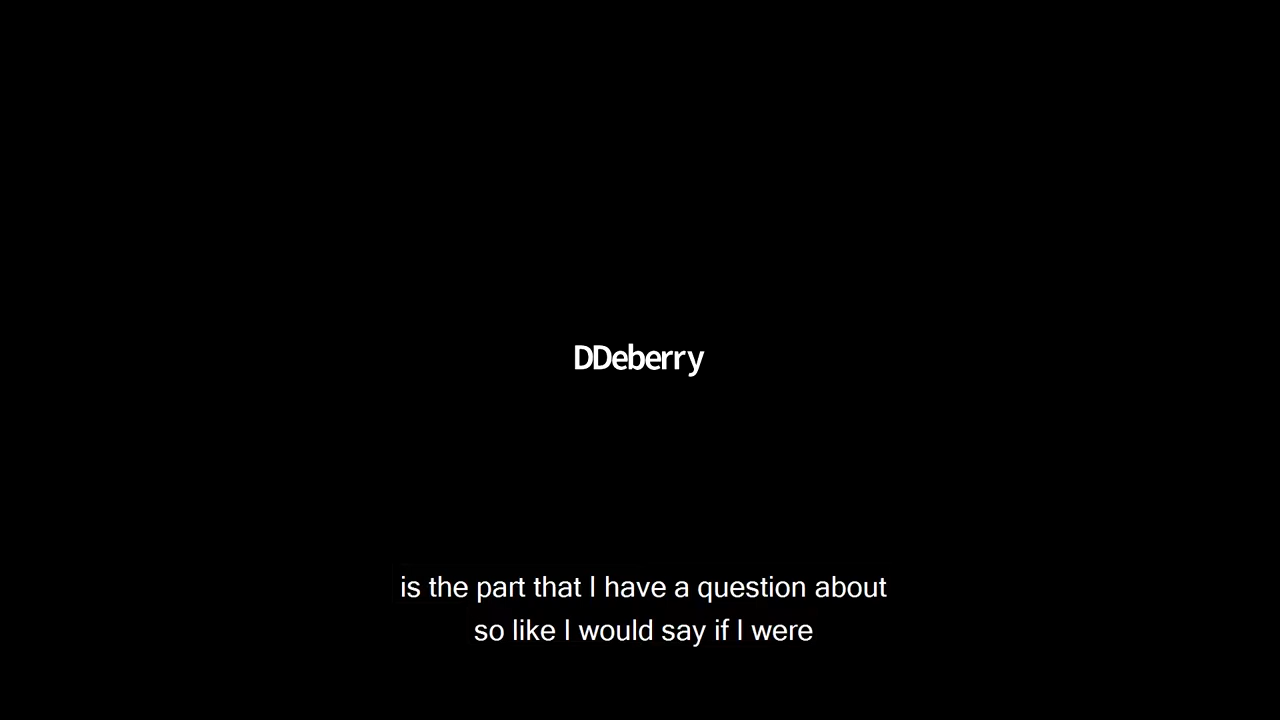 DDeberry
is the part that I have a question about
so like I would say if I were